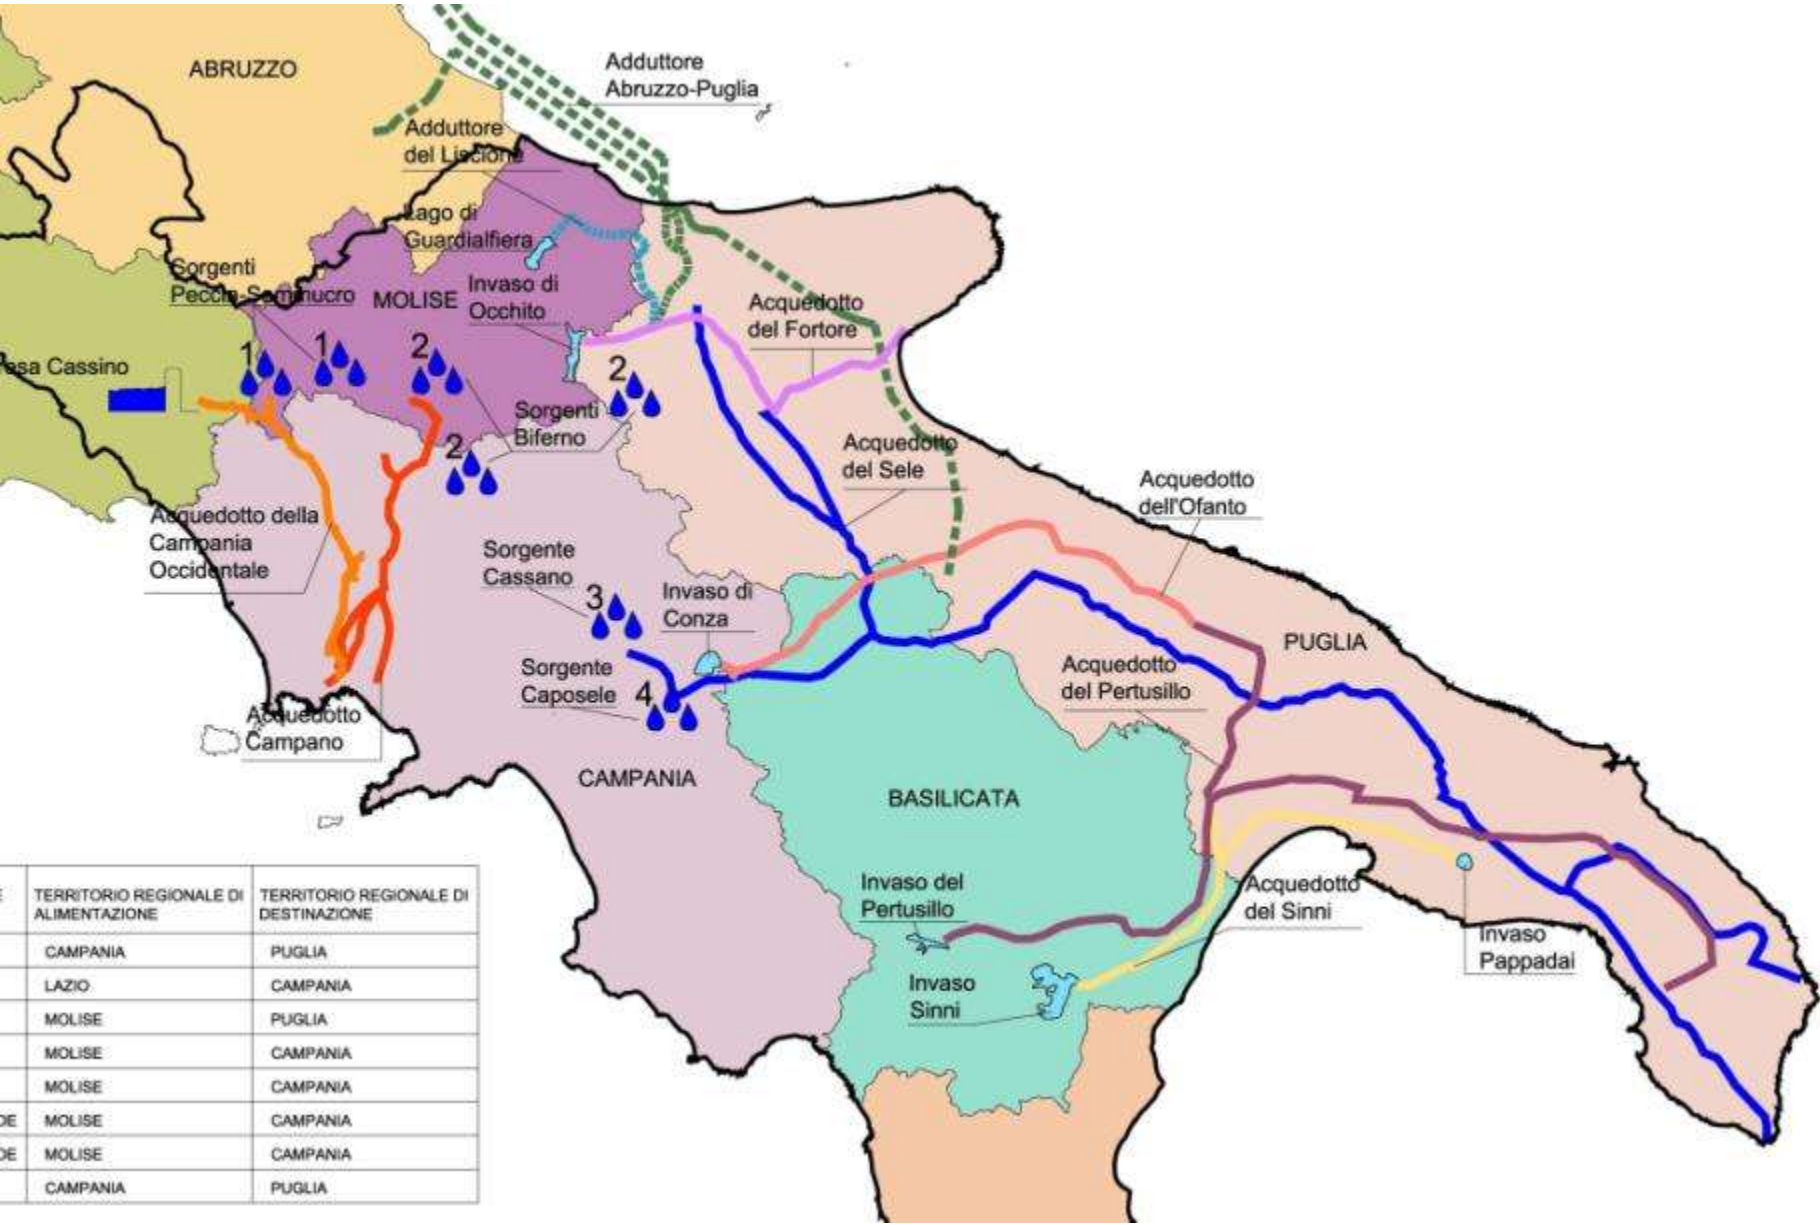 ABRUZZO
Adduttore
Abruzzo-Puglia
Adduttore
del Liscione
Lago di
Guardialfiera
Sorgenti
Peccia-Sammucro
MOLISE
Invaso di
Occhito
Acquedotto
del Fortore
1
1
2
2
Cassino
Sorgenti
Biferno
2
Acquedotto
del Sele
Acquedotto
dell'Ofanto
Acquedotto della
Campania
Occidentale
Sorgente
Cassano
3
Invaso di
Conza
PUGLIA
Sorgente
Caposele
4
Acquedotto
del Pertusillo
Acquedotto
Campano
CAMPANIA
BASILICATA
Invaso del
Pertusillo
Acquedotto
del Sinni
Invaso
Pappadai
Invaso
Sinni
E TERRITORIO REGIONALE DI TERRITORIO REGIONALE DI
ALIMENTAZIONE DESTINAZIONE
CAMPANIA PUGLIA
LAZIO CAMPANIA
MOLISE PUGLIA
MOLISE CAMPANIA
MOLISE CAMPANIA
DE MOLISE CAMPANIA
DE MOLISE CAMPANIA
CAMPANIA PUGLIA